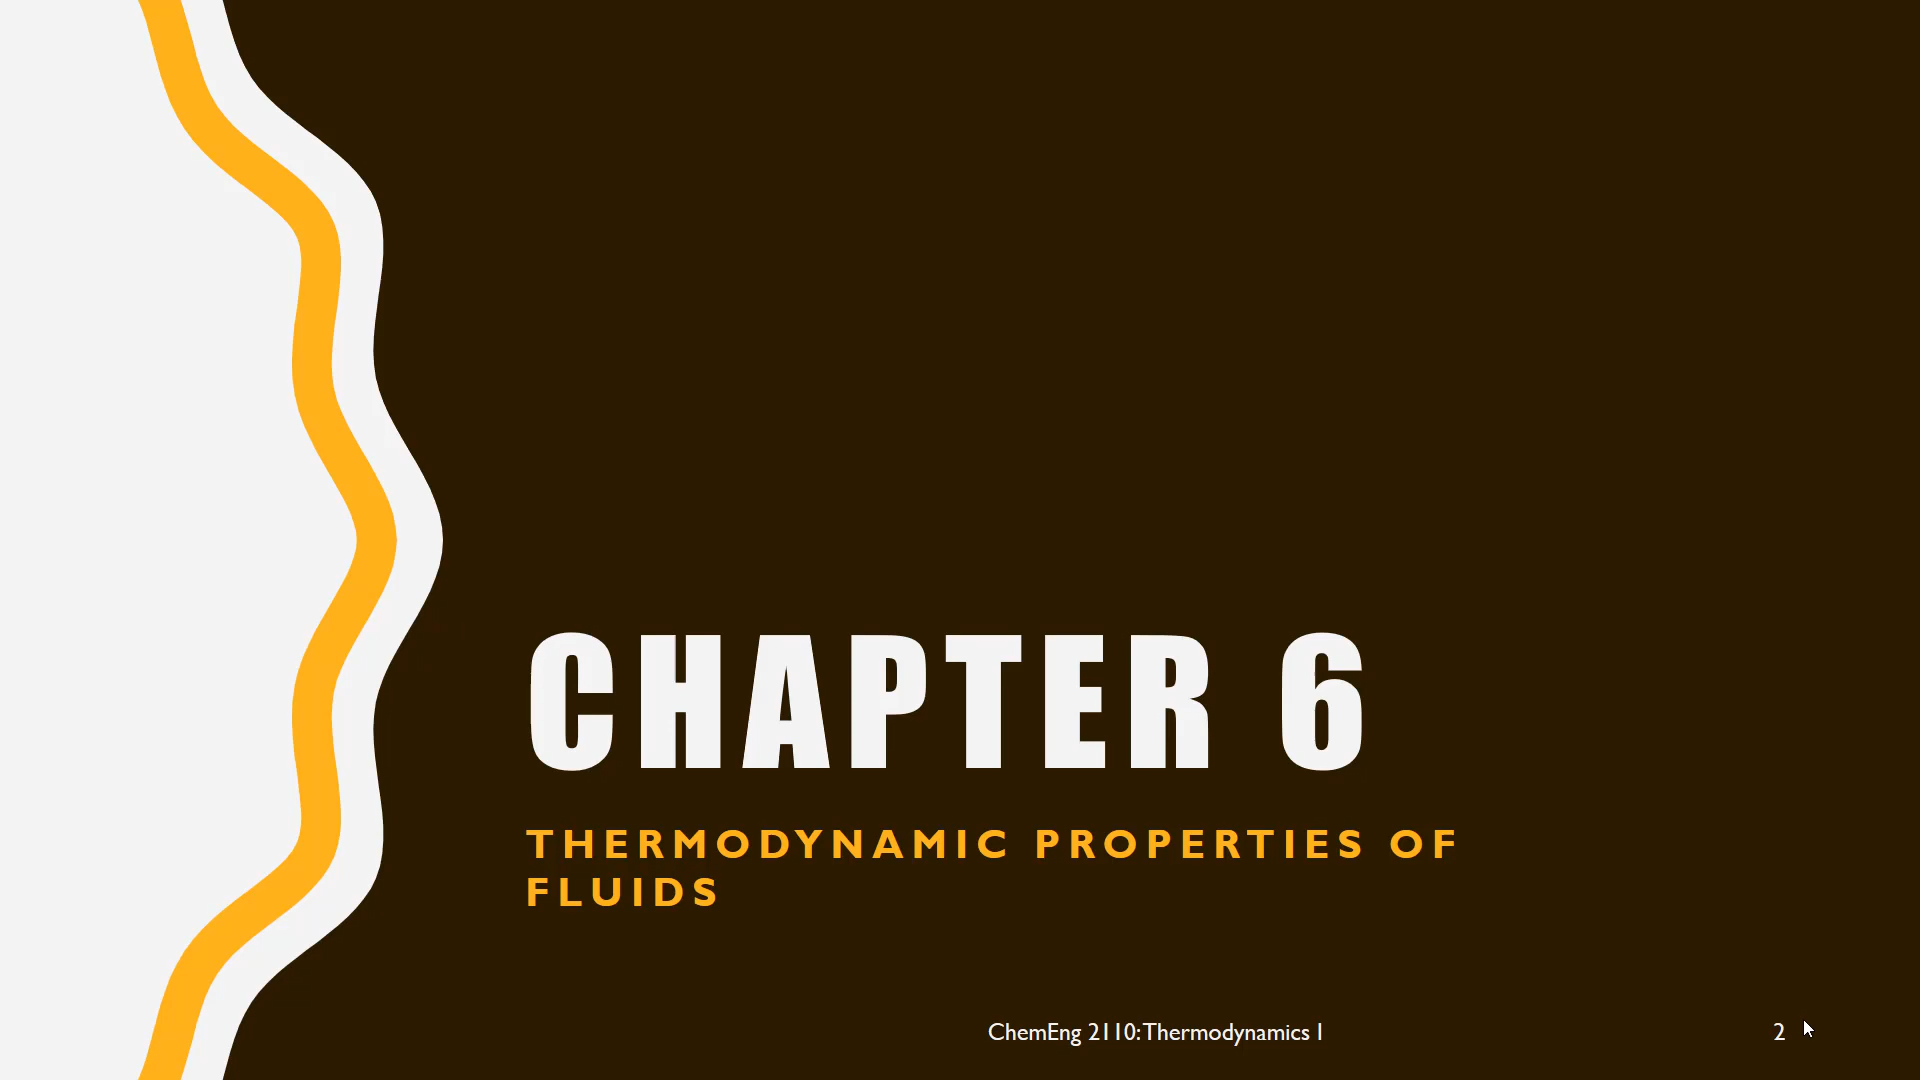 CHAPTER 6
THERMODYNAMIC PROPERTIES OF
FLUIDS
ChemEng 2110: Thermodynamics I
2